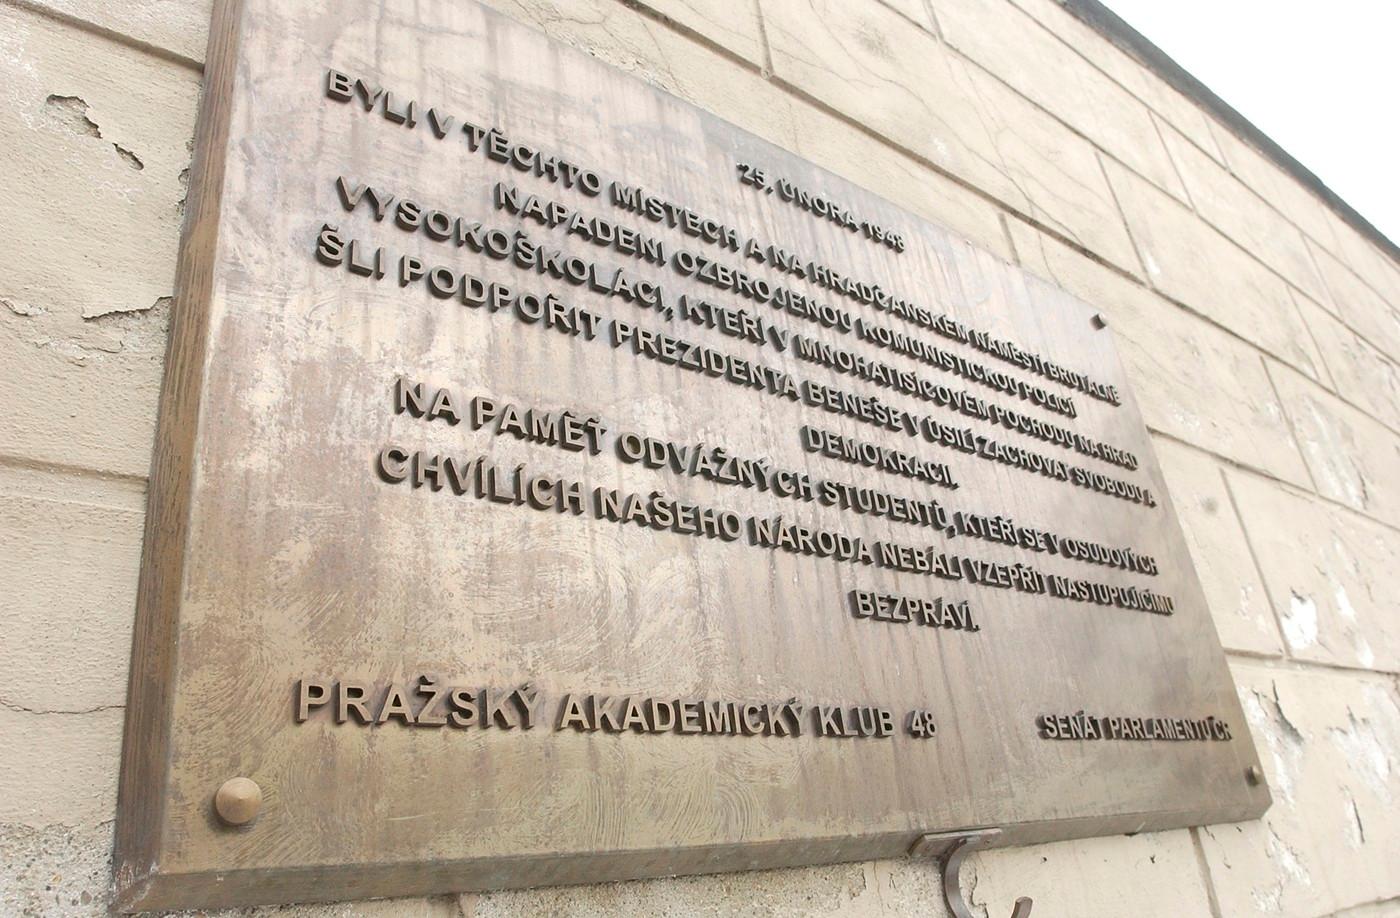 25. ÚNORA 1948
BYLI V TĚCHTO MÍSTECH A NA HRADČANSKÉM NÁMĚSTÍ BRUTÁLNĚ
NAPADENI OZBROJENOU KOMUNISTICKOU POLICÍ
VYSOKOŠKOLÁCI, KTEŘÍ V MNOHATISÍCOVÉM POCHODU NA HRAD
ŠLI PODPOŘIT PREZIDENTA BENEŠE V ÚSILÍ ZACHOVAT SVOBODU A
DEMOKRACII.
NA PAMĚŤ ODVÁŽNÝCH STUDENTŮ, KTEŘÍ SE V OSUDOVÝCH
CHVÍLÍCH NAŠEHO NÁRODA NEBÁLI VZEPŘÍT NASTUPUJÍCÍMU
BEZPRÁVÍ.
PRAŽSKÝ AKADEMICKÝ KLUB 48
SENÁT PARLAMENTU ČR